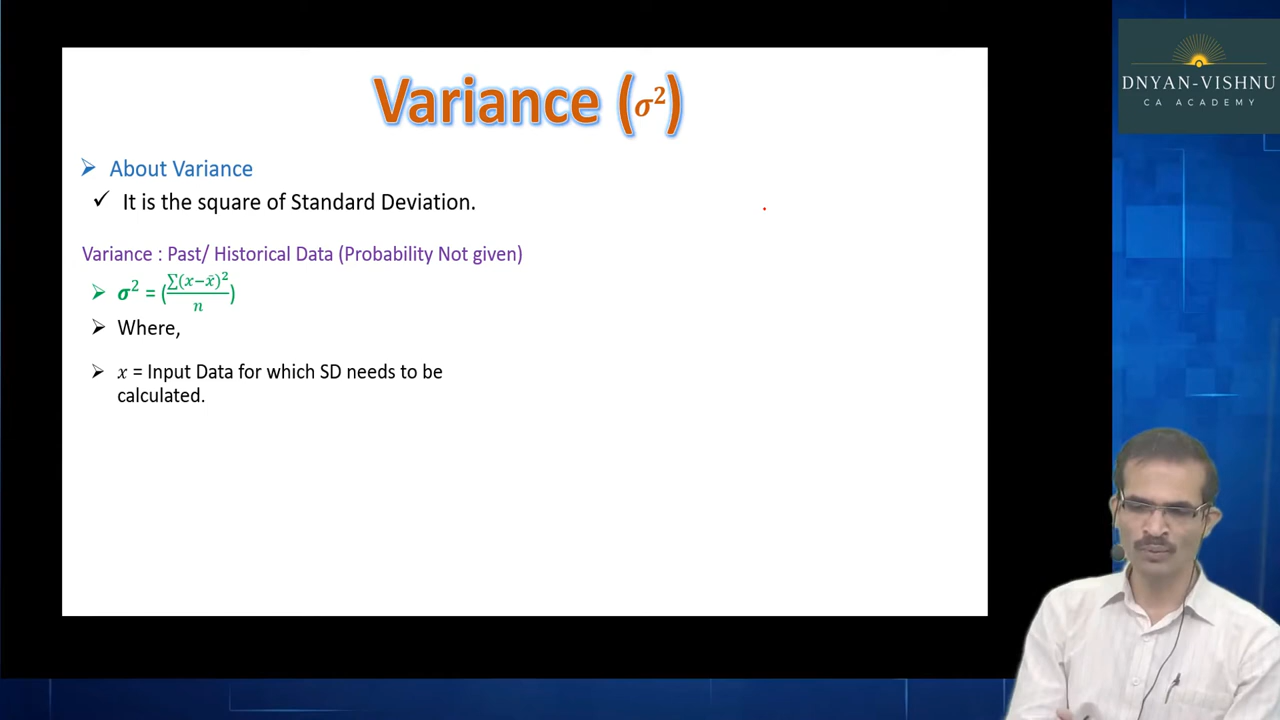 DNYAN-VISHNU
CA ACADEMY
Variance (σ²)
➢ About Variance
✓ It is the square of Standard Deviation.
Variance : Past/ Historical Data (Probability Not given)
➢ σ² = (∑(x−x̄)²/n)
➢ Where,
➢ x = Input Data for which SD needs to be
calculated.